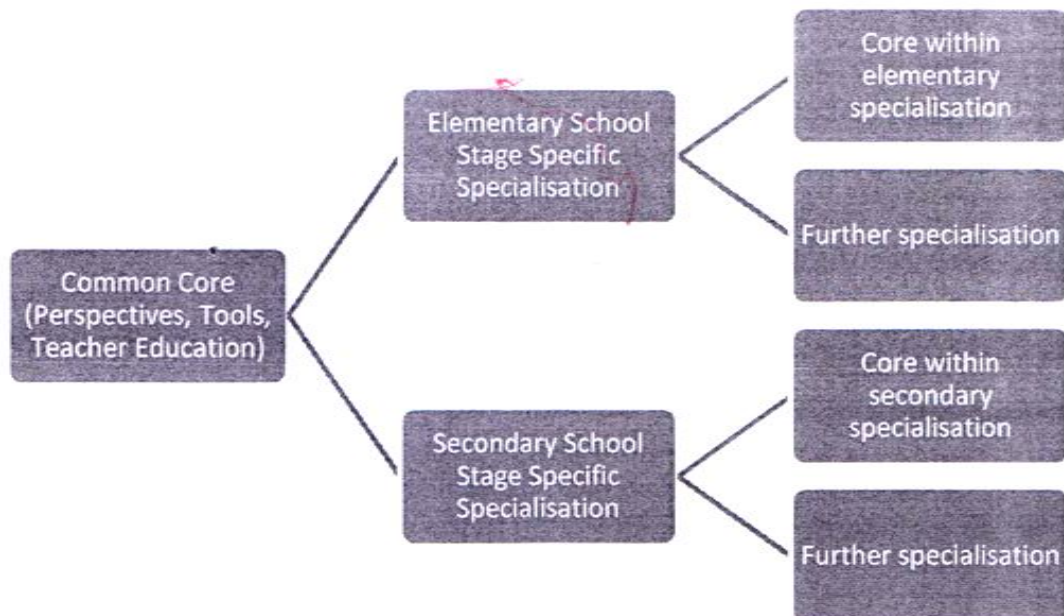 Common Core
(Perspectives, Tools,
Teacher Education)
Elementary School
Stage Specific
Specialisation
Core within
elementary
specialisation
Further specialisation
Secondary School
Stage Specific
Specialisation
Core within
secondary
specialisation
Further specialisation